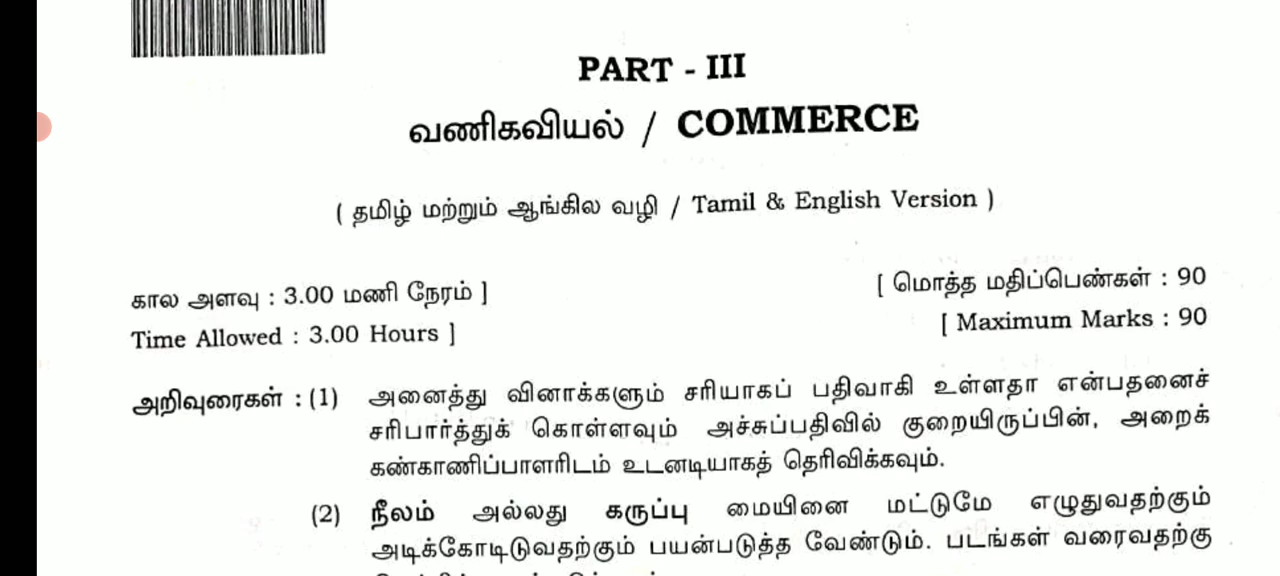 PART - III
வணிகவியல் / COMMERCE
( தமிழ் மற்றும் ஆங்கில வழி / Tamil & English Version )
கால அளவு : 3.00 மணி நேரம் ]
[ மொத்த மதிப்பெண்கள் : 90
Time Allowed : 3.00 Hours ]
[ Maximum Marks : 90
அறிவுரைகள் : (1) அனைத்து வினாக்களும் சரியாகப் பதிவாகி உள்ளதா என்பதனைச்
சரிபார்த்துக் கொள்ளவும் அச்சுப்பதிவில் குறையிருப்பின், அறைக்
கண்காணிப்பாளரிடம் உடனடியாகத் தெரிவிக்கவும்.
(2) நீலம் அல்லது கருப்பு மையினை மட்டுமே எழுதுவதற்கும்
அடிக்கோடிடுவதற்கும் பயன்படுத்த வேண்டும். படங்கள் வரைவதற்கு